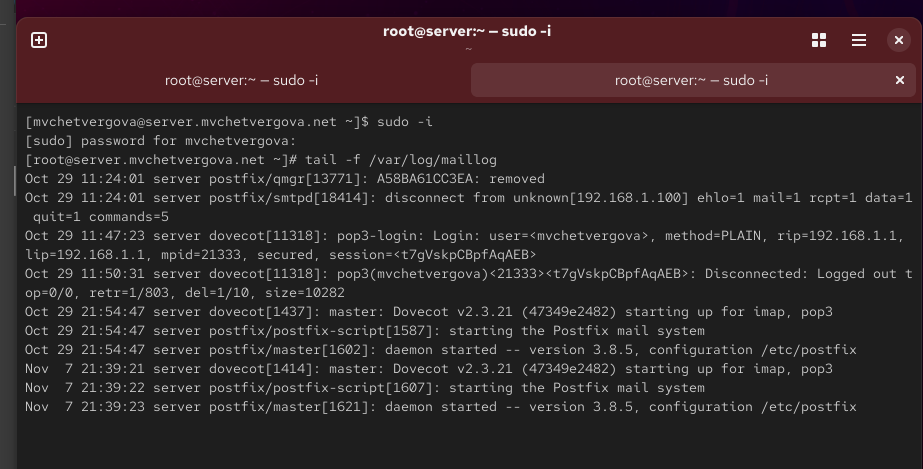 root@server:~ — sudo -i
~
root@server:~ — sudo -i
root@server:~ — sudo -i
[mvchetvergova@server.mvchetvergova.net ~]$ sudo -i
[sudo] password for mvchetvergova:
[root@server.mvchetvergova.net ~]# tail -f /var/log/maillog
Oct 29 11:24:01 server postfix/qmgr[13771]: A58BA61CC3EA: removed
Oct 29 11:24:01 server postfix/smtpd[18414]: disconnect from unknown[192.168.1.100] ehlo=1 mail=1 rcpt=1 data=1
 quit=1 commands=5
Oct 29 11:47:23 server dovecot[11318]: pop3-login: Login: user=<mvchetvergova>, method=PLAIN, rip=192.168.1.1,
lip=192.168.1.1, mpid=21333, secured, session=<t7gVskpCBpfAqAEB>
Oct 29 11:50:31 server dovecot[11318]: pop3(mvchetvergova)<21333><t7gVskpCBpfAqAEB>: Disconnected: Logged out t
op=0/0, retr=1/803, del=1/10, size=10282
Oct 29 21:54:47 server dovecot[1437]: master: Dovecot v2.3.21 (47349e2482) starting up for imap, pop3
Oct 29 21:54:47 server postfix/postfix-script[1587]: starting the Postfix mail system
Oct 29 21:54:47 server postfix/master[1602]: daemon started -- version 3.8.5, configuration /etc/postfix
Nov  7 21:39:21 server dovecot[1414]: master: Dovecot v2.3.21 (47349e2482) starting up for imap, pop3
Nov  7 21:39:22 server postfix/postfix-script[1607]: starting the Postfix mail system
Nov  7 21:39:23 server postfix/master[1621]: daemon started -- version 3.8.5, configuration /etc/postfix